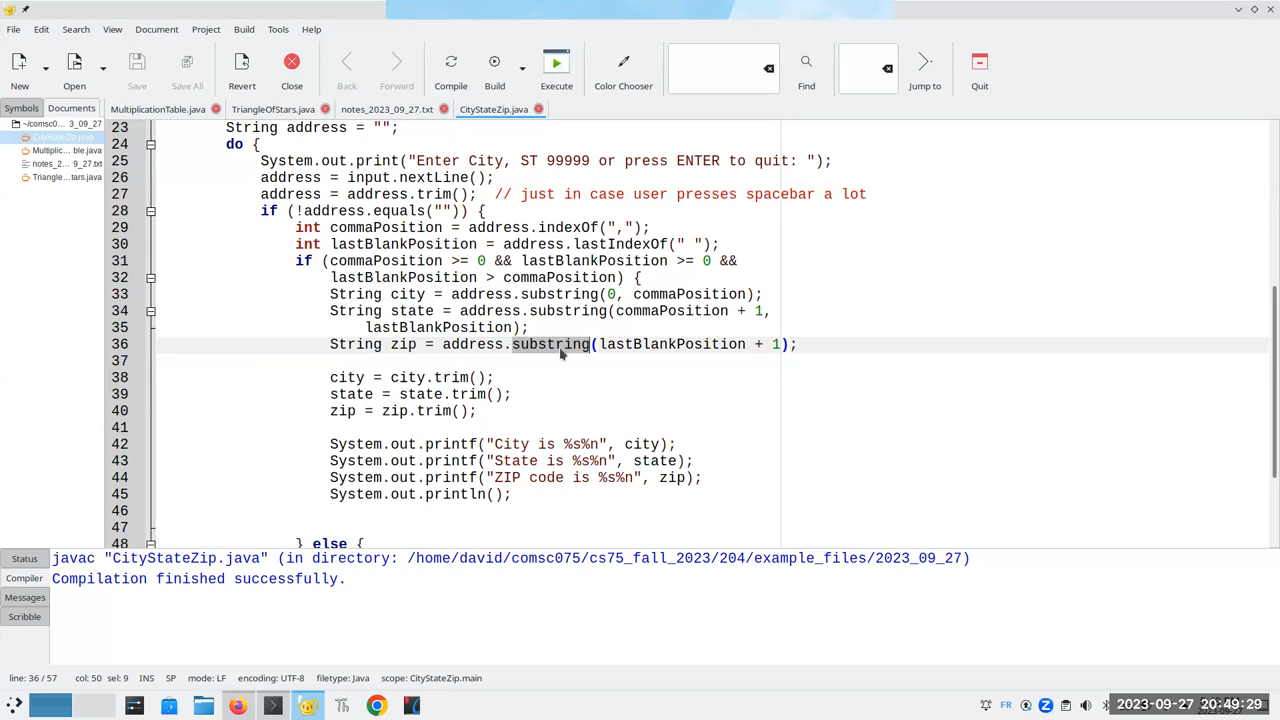 File Edit Search View Document Project Build Tools Help
New Open Save Save All Revert Close Back Forward Compile Build Execute Color Chooser Find Jump to Quit
Symbols Documents MultiplicationTable.java TriangleOfStars.java notes_2023_09_27.txt CityStateZip.java
~/comsc0… 3_09_27
CityStateZip.java
Multiplic… ble.java
notes_2… 9_27.txt
Triangle… tars.java
23 String address = "";
24 do {
25 System.out.print("Enter City, ST 99999 or press ENTER to quit: ");
26 address = input.nextLine();
27 address = address.trim(); // just in case user presses spacebar a lot
28 if (!address.equals("")) {
29 int commaPosition = address.indexOf(",");
30 int lastBlankPosition = address.lastIndexOf(" ");
31 if (commaPosition >= 0 && lastBlankPosition >= 0 &&
32 lastBlankPosition > commaPosition) {
33 String city = address.substring(0, commaPosition);
34 String state = address.substring(commaPosition + 1,
35 lastBlankPosition);
36 String zip = address.substring(lastBlankPosition + 1);
37
38 city = city.trim();
39 state = state.trim();
40 zip = zip.trim();
41
42 System.out.printf("City is %s%n", city);
43 System.out.printf("State is %s%n", state);
44 System.out.printf("ZIP code is %s%n", zip);
45 System.out.println();
46
47
48 } else {
Status
Compiler
Messages
Scribble
javac "CityStateZip.java" (in directory: /home/david/comsc075/cs75_fall_2023/204/example_files/2023_09_27)
Compilation finished successfully.
line: 36 / 57 col: 50 sel: 9 INS SP mode: LF encoding: UTF-8 filetype: Java scope: CityStateZip.main
FR 2023-09-27 20:49:29